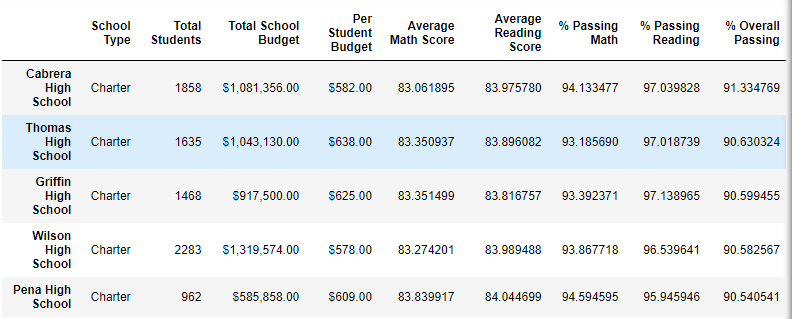 School Type Total Students Total School Budget Per Student Budget Average Math Score Average Reading Score % Passing Math % Passing Reading % Overall Passing
Cabrera High School Charter 1858 $1,081,356.00 $582.00 83.061895 83.975780 94.133477 97.039828 91.334769
Thomas High School Charter 1635 $1,043,130.00 $638.00 83.350937 83.896082 93.185690 97.018739 90.630324
Griffin High School Charter 1468 $917,500.00 $625.00 83.351499 83.816757 93.392371 97.138965 90.599455
Wilson High School Charter 2283 $1,319,574.00 $578.00 83.274201 83.989488 93.867718 96.539641 90.582567
Pena High School Charter 962 $585,858.00 $609.00 83.839917 84.044699 94.594595 95.945946 90.540541